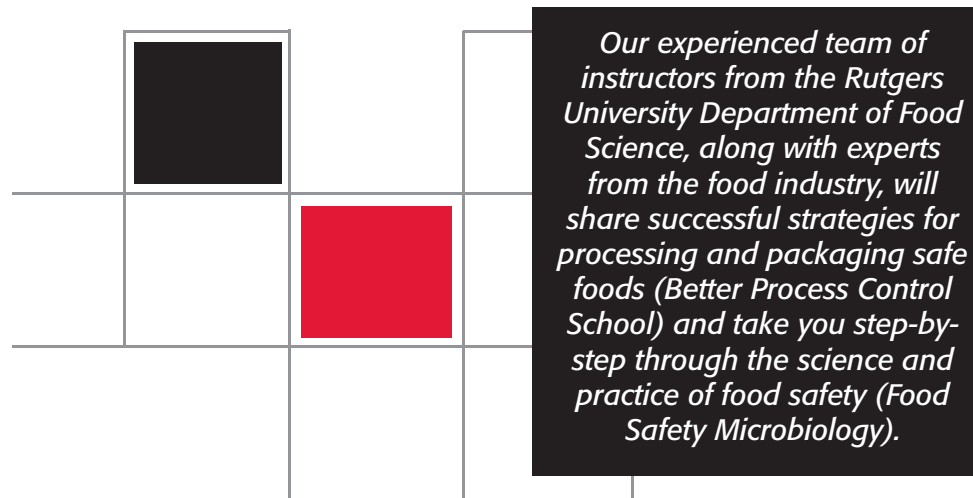 Our experienced team of
instructors from the Rutgers
University Department of Food
Science, along with experts
from the food industry, will
share successful strategies for
processing and packaging safe
foods (Better Process Control
School) and take you step-by-
step through the science and
practice of food safety (Food
Safety Microbiology).